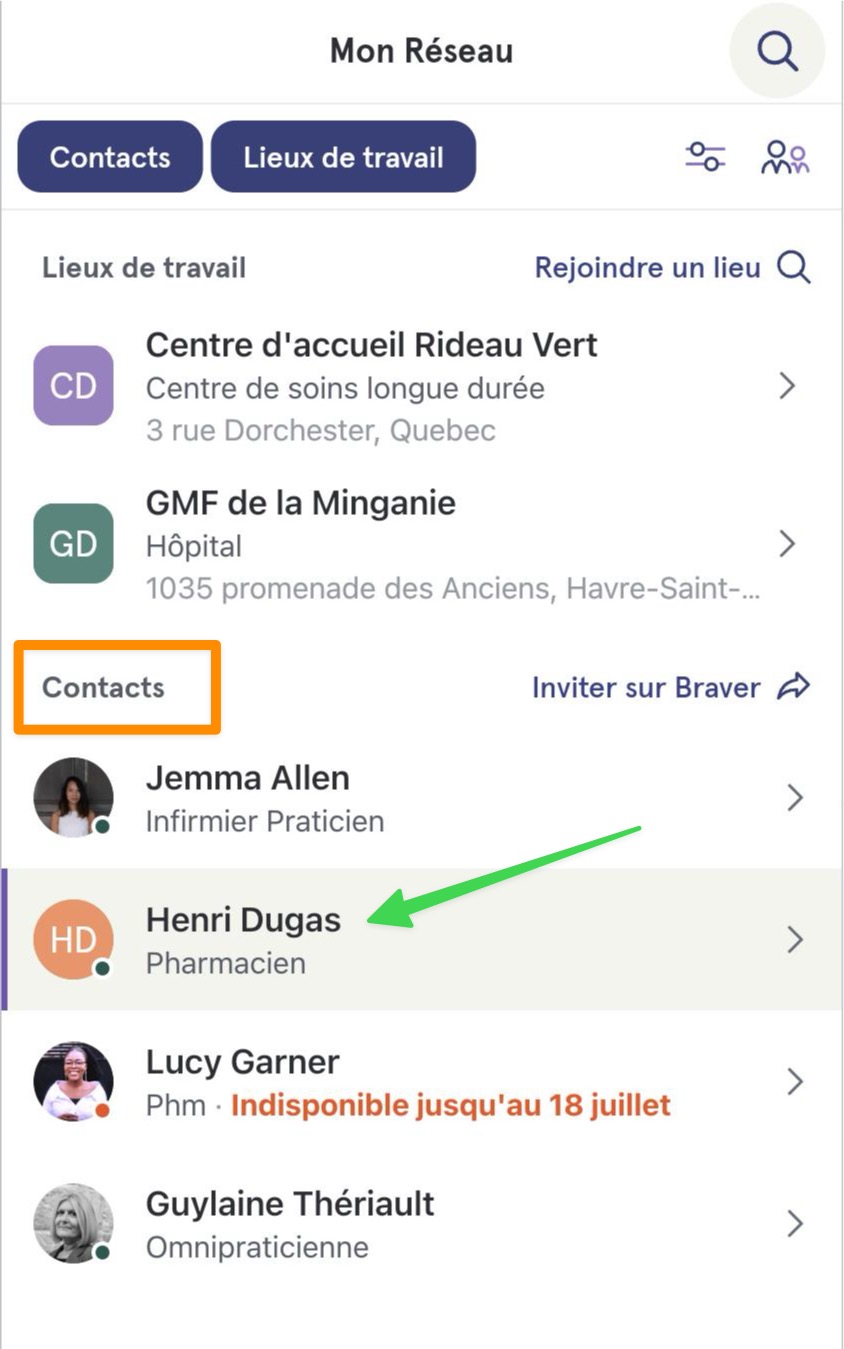 Mon Réseau
Contacts
Lieux de travail
Lieux de travail
Rejoindre un lieu
CD
Centre d'accueil Rideau Vert
Centre de soins longue durée
3 rue Dorchester, Quebec
GD
GMF de la Minganie
Hôpital
1035 promenade des Anciens, Havre-Saint-...
Contacts
Inviter sur Braver
Jemma Allen
Infirmier Praticien
HD
Henri Dugas
Pharmacien
Lucy Garner
Phm · Indisponible jusqu'au 18 juillet
Guylaine Thériault
Omnipraticienne